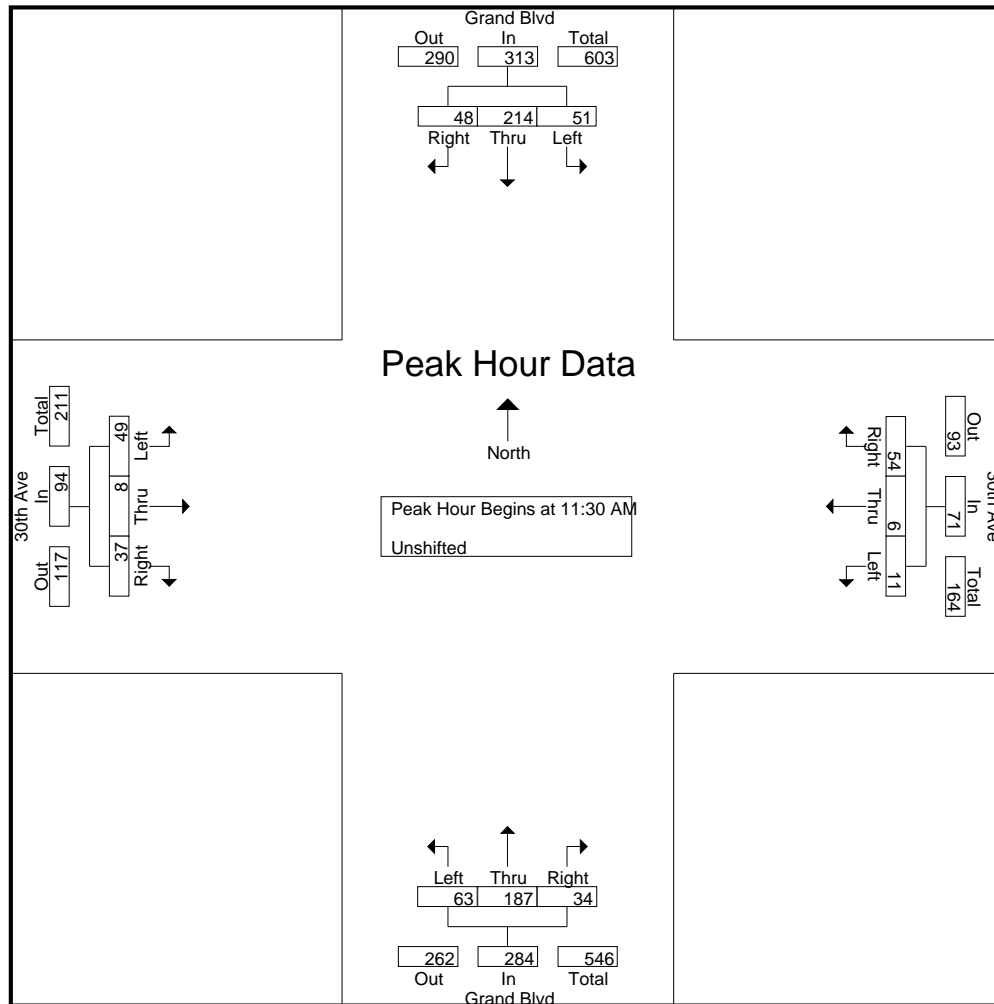 Grand Blvd
Out In Total
290 313 603
48 214 51
Right Thru Left
Peak Hour Data
North
Peak Hour Begins at 11:30 AM
Unshifted
30th Ave
Total In Out
211 94 117
49 8 37
Left Thru Right
Right Thru Left
54 6 11
Out In Total
93 71 164
30th Ave
Left Thru Right
63 187 34
262 284 546
Out In Total
Grand Blvd